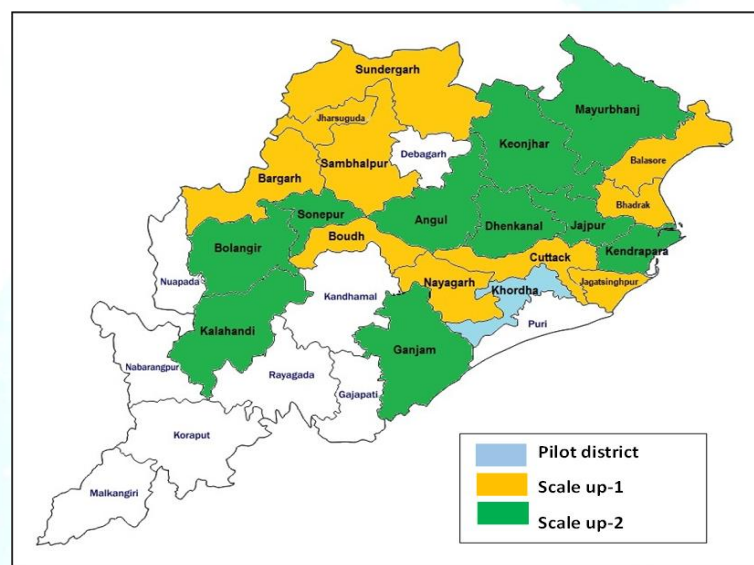 Sundergarh
Mayurbhanj
Jharsuguda
Keonjhar
Debagarh
Sambhalpur
Balasore
Bargarh
Bhadrak
Sonepur
Angul
Dhenkanal
Jajpur
Bolangir
Boudh
Kendrapara
Cuttack
Nuapada
Nayagarh
Jagatsinghpur
Khordha
Kandhamal
Puri
Kalahandi
Ganjam
Nabarangpur
Rayagada
Gajapati
Koraput
Malkangiri
Pilot district
Scale up-1
Scale up-2